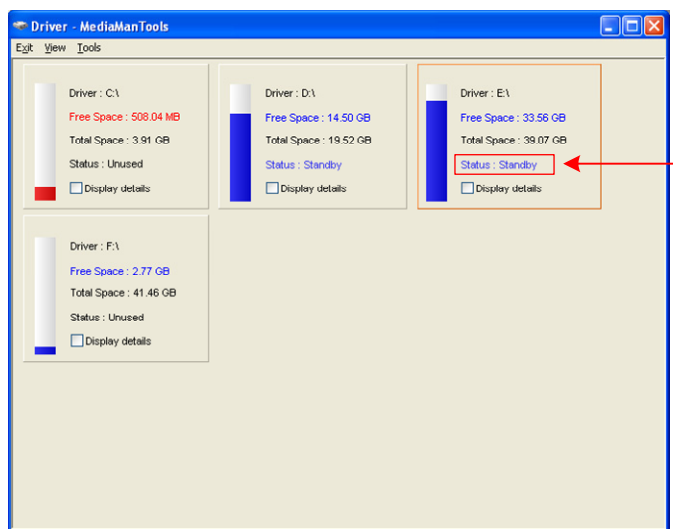 Driver - MediaManTools
Exit View Tools
Driver : C:\
Free Space : 508.04 MB
Total Space : 3.91 GB
Status : Unused
Display details
Driver : D:\
Free Space : 14.50 GB
Total Space : 19.52 GB
Status : Standby
Display details
Driver : E:\
Free Space : 33.56 GB
Total Space : 39.07 GB
Status : Standby
Display details
Driver : F:\
Free Space : 2.77 GB
Total Space : 41.46 GB
Status : Unused
Display details